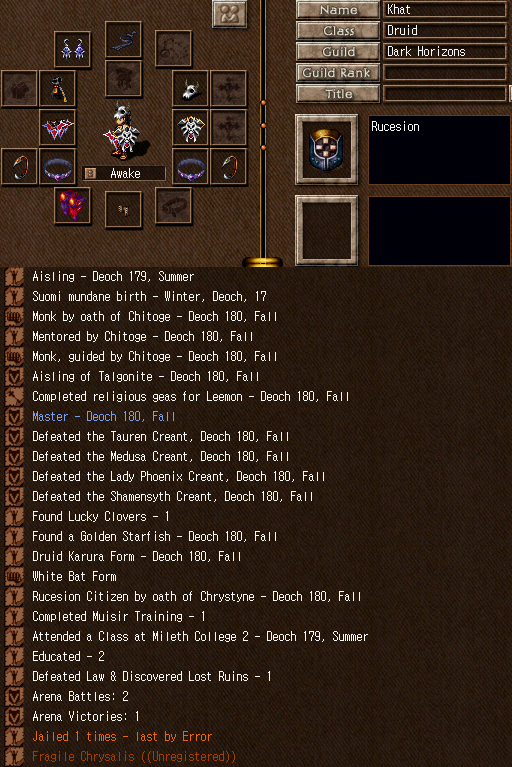 Name
Khat
Class
Druid
Guild
Dark Horizons
Guild Rank
Title
Rucesion
Awake
Aisling - Deoch 179, Summer
Suomi mundane birth - Winter, Deoch, 17
Monk by oath of Chitoge - Deoch 180, Fall
Mentored by Chitoge - Deoch 180, Fall
Monk, guided by Chitoge - Deoch 180, Fall
Aisling of Talgonite - Deoch 180, Fall
Completed religious geas for Leemon - Deoch 180, Fall
Master - Deoch 180, Fall
Defeated the Tauren Creant, Deoch 180, Fall
Defeated the Medusa Creant, Deoch 180, Fall
Defeated the Lady Phoenix Creant, Deoch 180, Fall
Defeated the Shamensyth Creant, Deoch 180, Fall
Found Lucky Clovers - 1
Found a Golden Starfish - Deoch 180, Fall
Druid Karura Form - Deoch 180, Fall
White Bat Form
Rucesion Citizen by oath of Chrystyne - Deoch 180, Fall
Completed Muisir Training - 1
Attended a Class at Mileth College 2 - Deoch 179, Summer
Educated - 2
Defeated Law & Discovered Lost Ruins - 1
Arena Battles: 2
Arena Victories: 1
Jailed 1 times - last by Error
Fragile Chrysalis ((Unregistered))